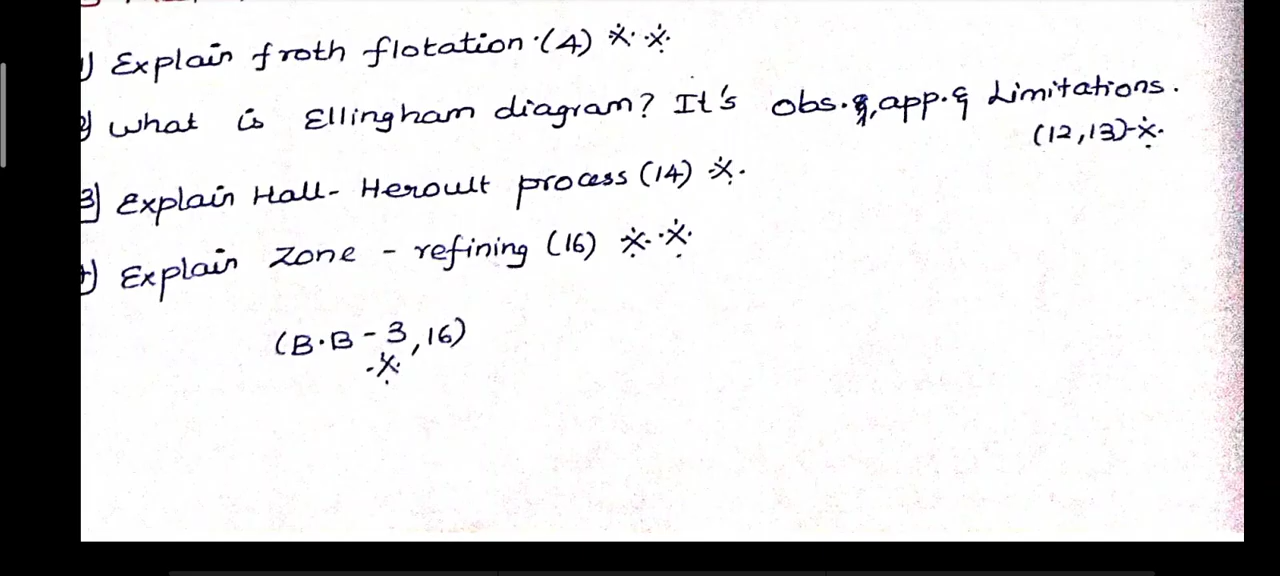 1) Explain froth flotation. (4) ※ ※
2) What is Ellingham diagram? It's obs. &, app. & Limitations.
(12,13) ※
3) Explain Hall-Heroult process (14) ※
4) Explain Zone - refining (16) ※ ※
(B.B - 3, 16)
※